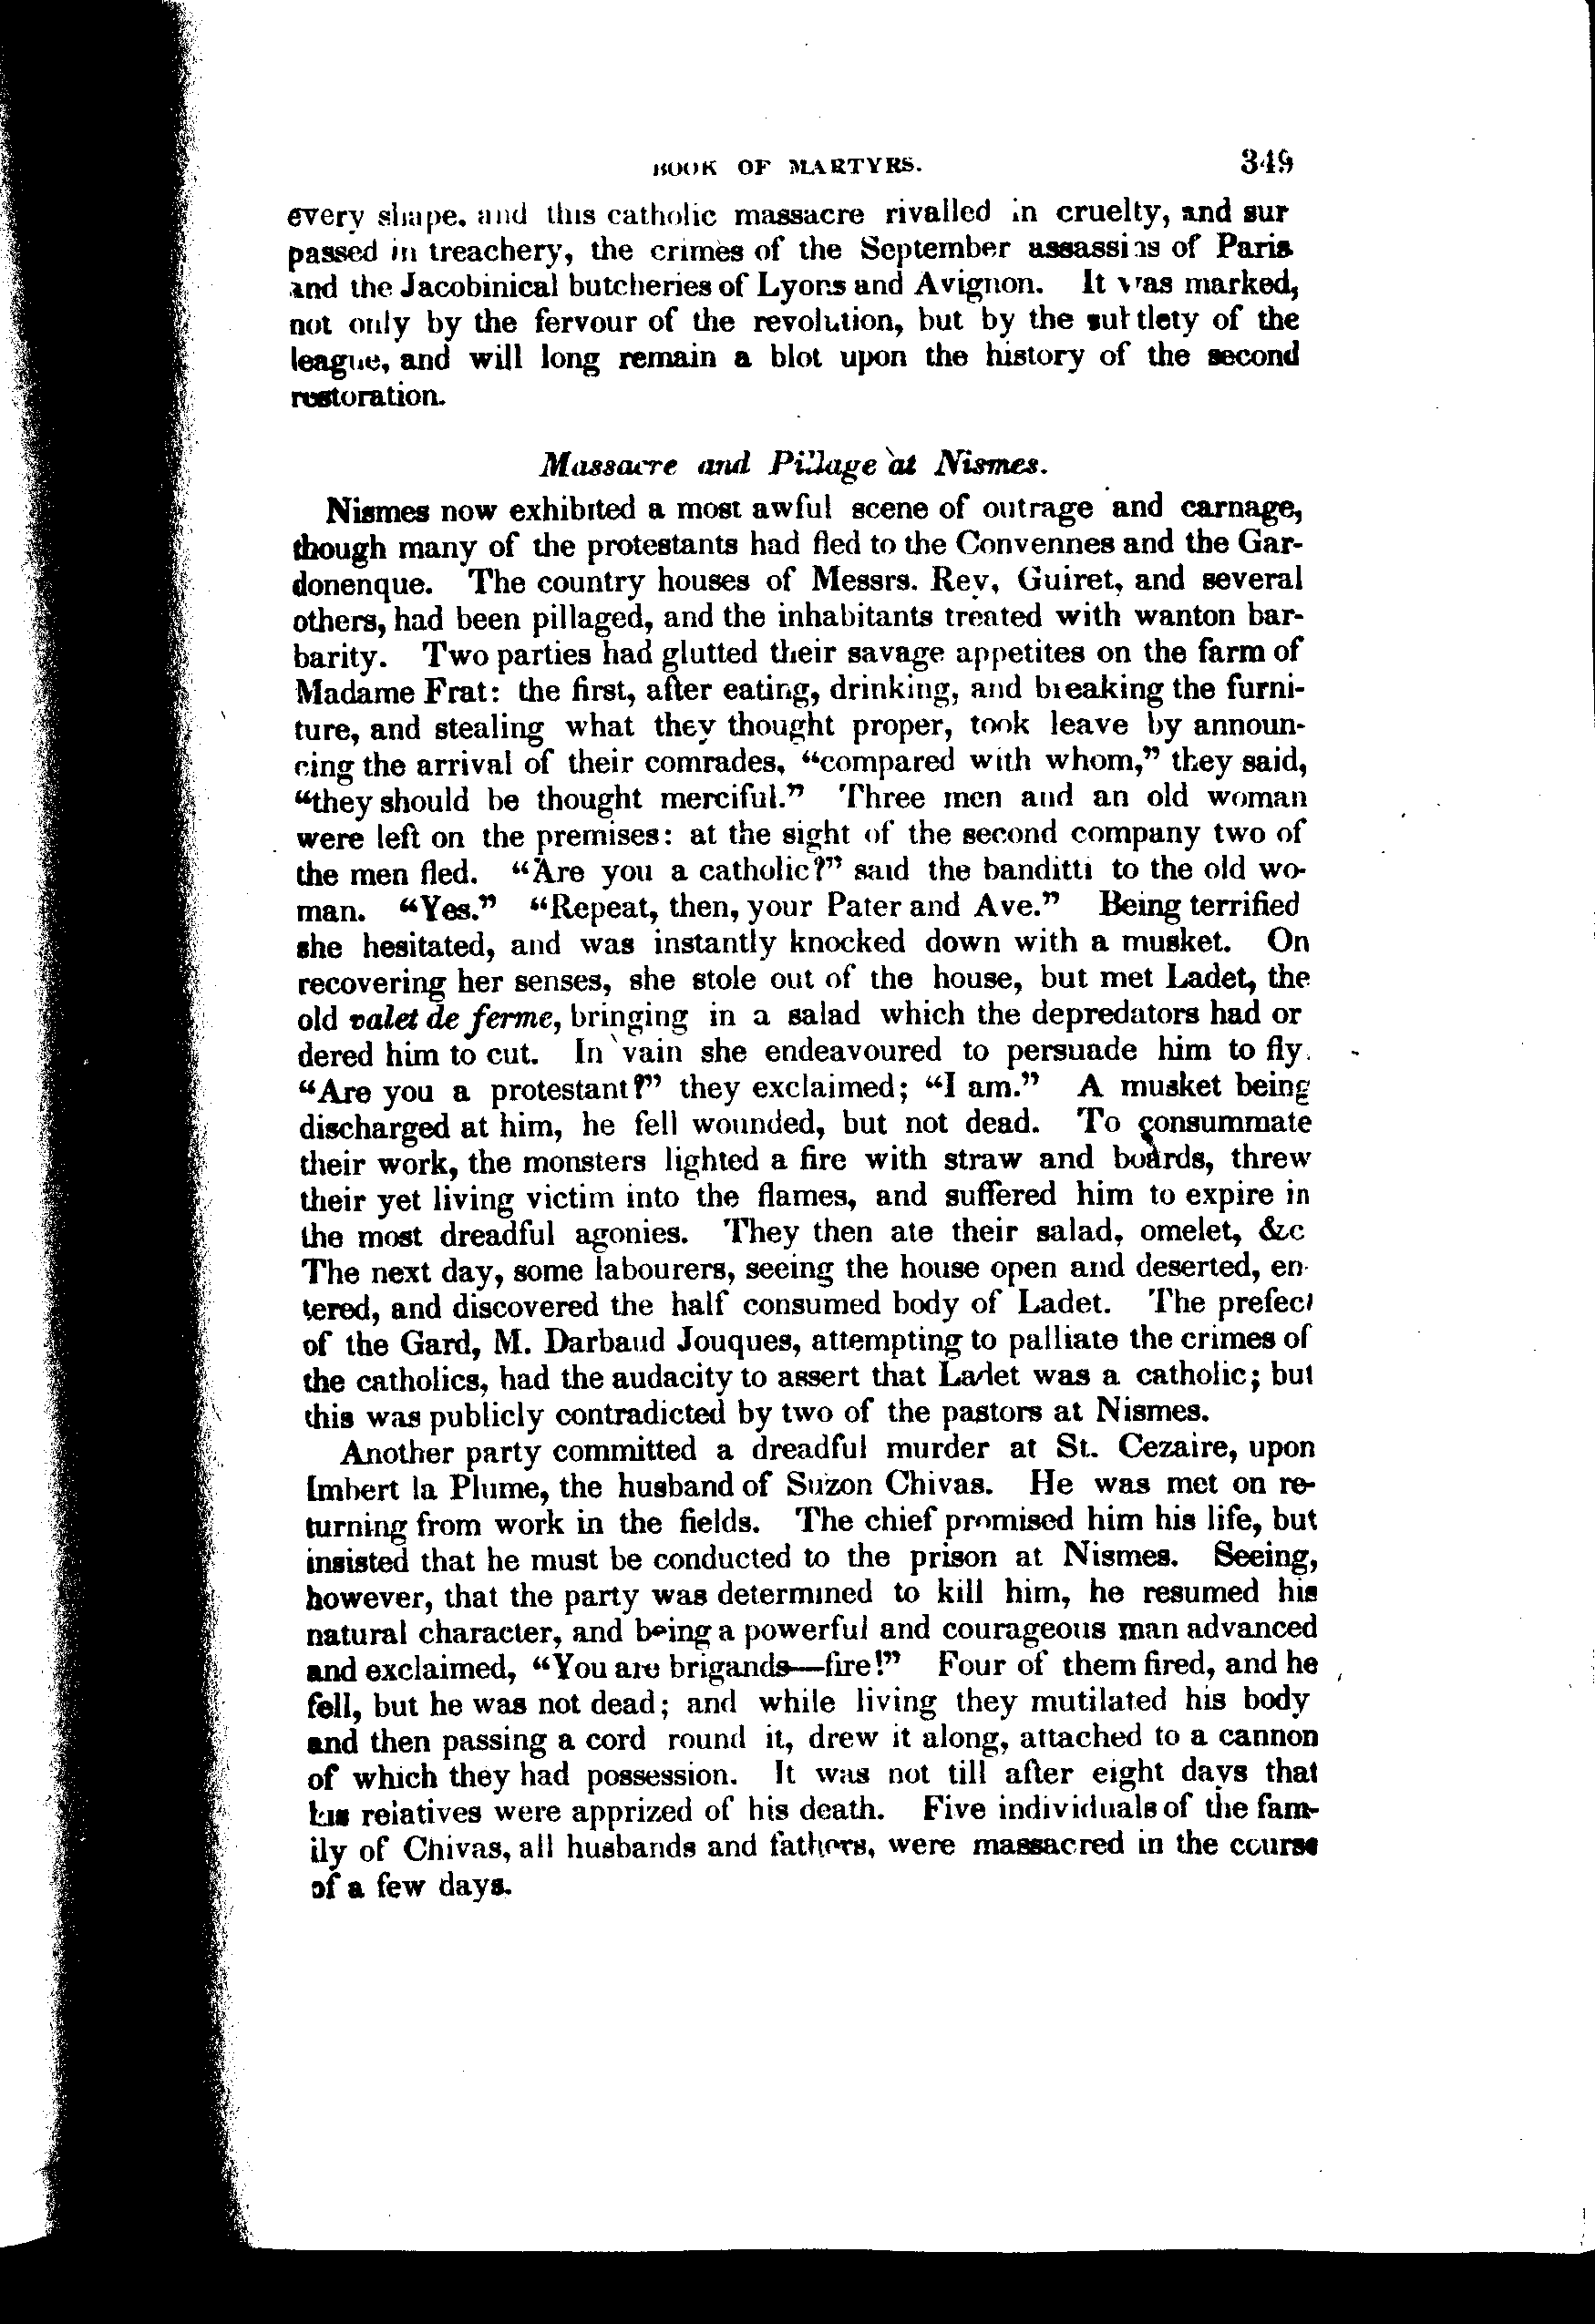 BOOK OF MARTYRS. 349
every shape, and this catholic massacre rivalled in cruelty, and sur
passed in treachery, the crimes of the September assassins of Paris
and the Jacobinical butcheries of Lyons and Avignon. It was marked,
not only by the fervour of the revolution, but by the subtlety of the
league, and will long remain a blot upon the history of the second
restoration.
Massacre and Pillage at Nismes.
Nismes now exhibited a most awful scene of outrage and carnage,
though many of the protestants had fled to the Convennes and the Gar-
donenque. The country houses of Messrs. Rey, Guiret, and several
others, had been pillaged, and the inhabitants treated with wanton bar-
barity. Two parties had glutted their savage appetites on the farm of
Madame Frat: the first, after eating, drinking, and breaking the furni-
ture, and stealing what they thought proper, took leave by announ-
cing the arrival of their comrades, "compared with whom," they said,
"they should be thought merciful." Three men and an old woman
were left on the premises: at the sight of the second company two of
the men fled. "Are you a catholic?" said the banditti to the old wo-
man. "Yes." "Repeat, then, your Pater and Ave." Being terrified
she hesitated, and was instantly knocked down with a musket. On
recovering her senses, she stole out of the house, but met Ladet, the
old valet de ferme, bringing in a salad which the depredators had or
dered him to cut. In vain she endeavoured to persuade him to fly.
"Are you a protestant?" they exclaimed; "I am." A musket being
discharged at him, he fell wounded, but not dead. To consummate
their work, the monsters lighted a fire with straw and boards, threw
their yet living victim into the flames, and suffered him to expire in
the most dreadful agonies. They then ate their salad, omelet, &c
The next day, some labourers, seeing the house open and deserted, en-
tered, and discovered the half consumed body of Ladet. The prefect
of the Gard, M. Darbaud Jouques, attempting to palliate the crimes of
the catholics, had the audacity to assert that Ladet was a catholic; but
this was publicly contradicted by two of the pastors at Nismes.
Another party committed a dreadful murder at St. Cezaire, upon
Imbert la Plume, the husband of Suzon Chivas. He was met on re-
turning from work in the fields. The chief promised him his life, but
insisted that he must be conducted to the prison at Nismes. Seeing,
however, that the party was determined to kill him, he resumed his
natural character, and being a powerful and courageous man advanced
and exclaimed, "You are brigands—fire!" Four of them fired, and he
fell, but he was not dead; and while living they mutilated his body
and then passing a cord round it, drew it along, attached to a cannon
of which they had possession. It was not till after eight days that
his relatives were apprized of his death. Five individuals of the fam-
ily of Chivas, all husbands and fathers, were massacred in the course
of a few days.